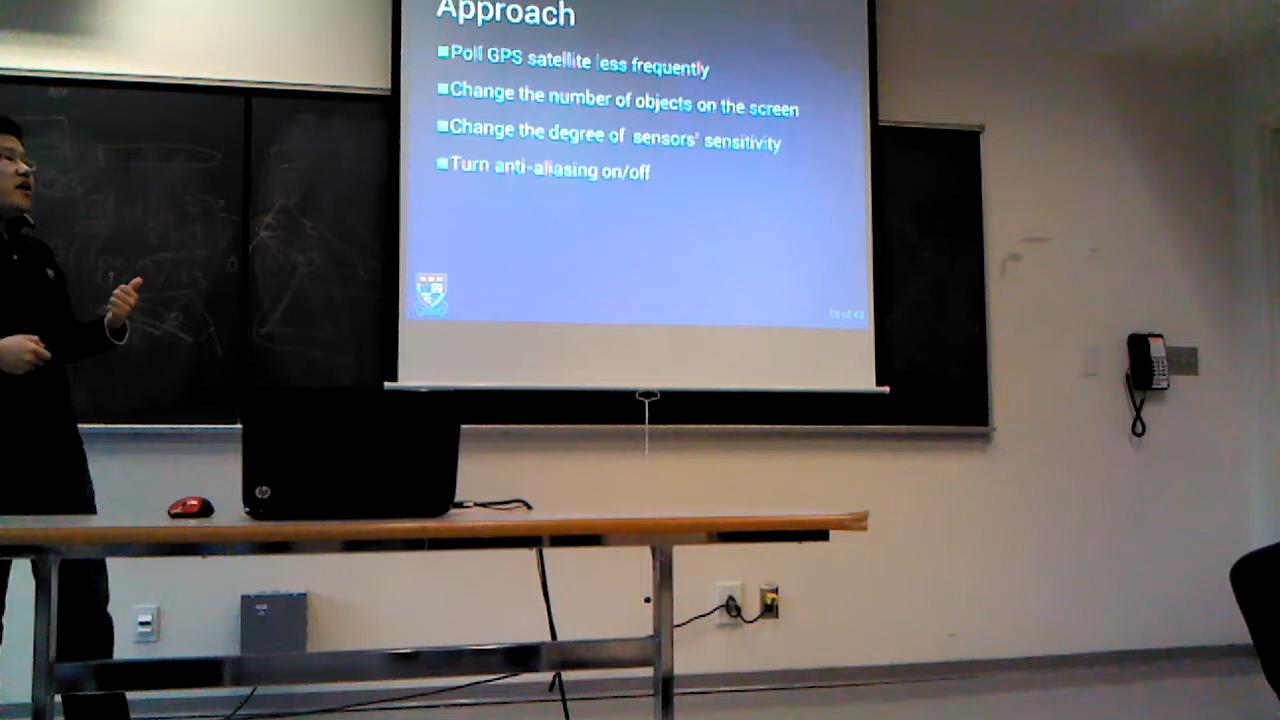 Approach
Poll GPS satellite less frequently
Change the number of objects on the screen
Change the degree of sensors' sensitivity
Turn anti-aliasing on/off
hp